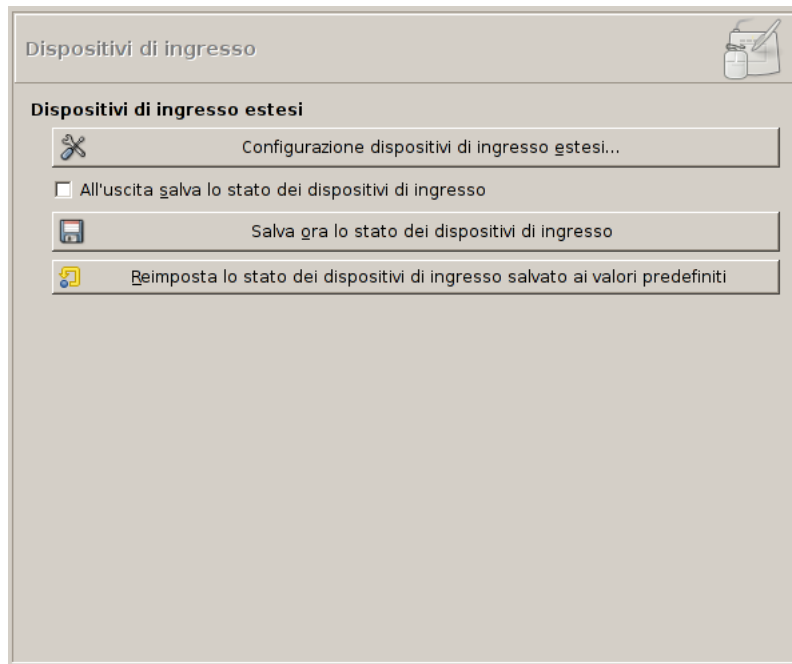 Dispositivi di ingresso
Dispositivi di ingresso estesi
Configurazione dispositivi di ingresso estesi...
All'uscita salva lo stato dei dispositivi di ingresso
Salva ora lo stato dei dispositivi di ingresso
Reimposta lo stato dei dispositivi di ingresso salvato ai valori predefiniti